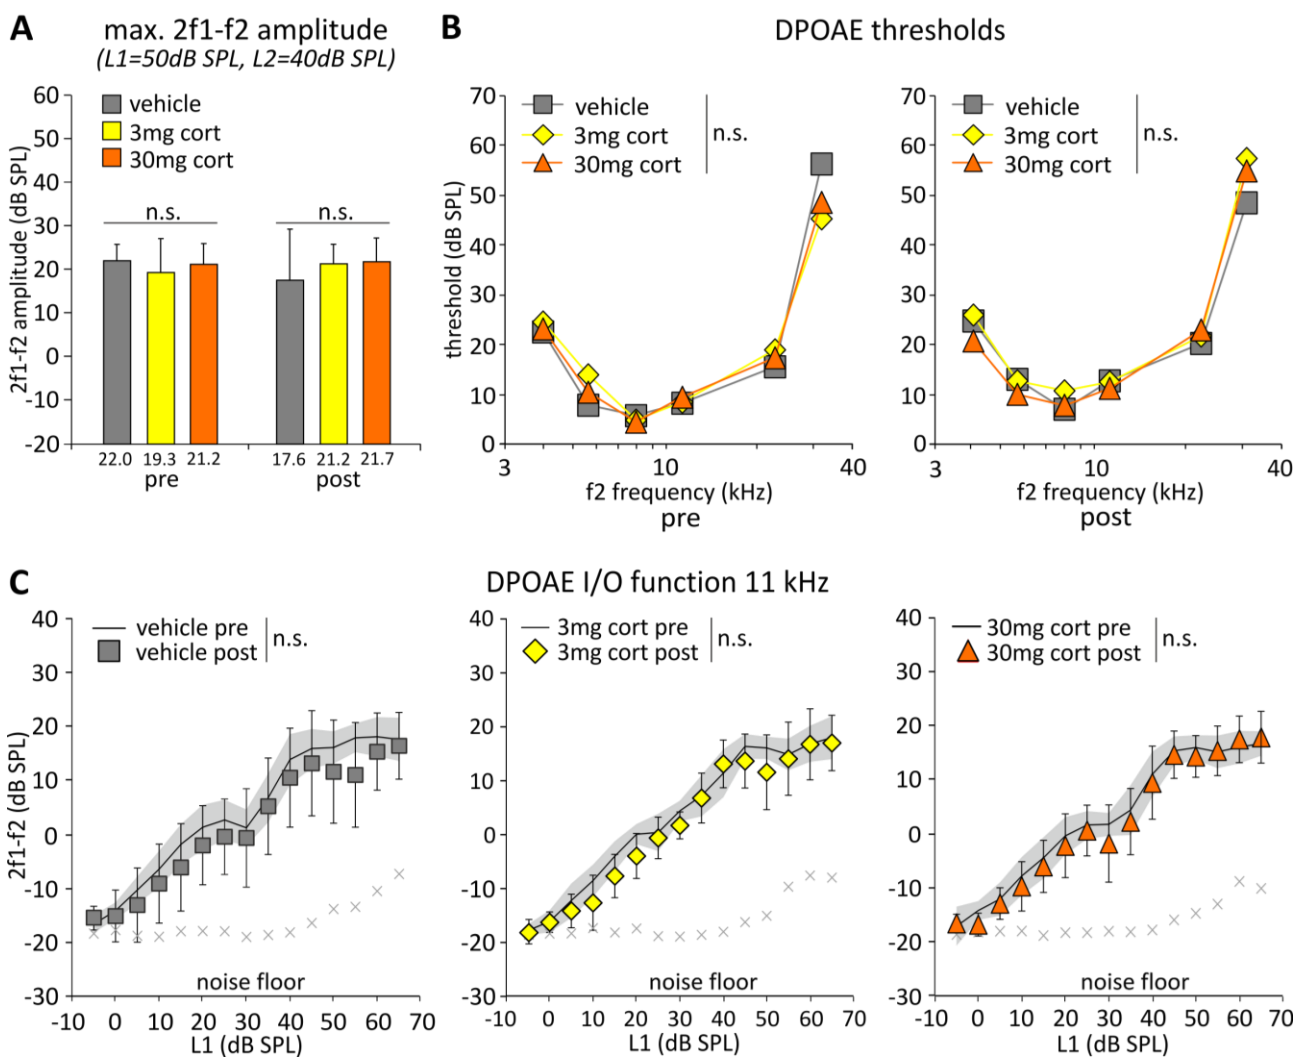 A
max. 2f1-f2 amplitude
(L1=50dB SPL, L2=40dB SPL)
2f1-f2 amplitude (dB SPL)
60
50
40
30
20
10
0
-10
-20
vehicle
3mg cort
30mg cort
n.s.
n.s.
22.0 19.3 21.2 17.6 21.2 21.7
pre post
B
DPOAE thresholds
threshold (dB SPL)
70
60
50
40
30
20
10
0
vehicle
3mg cort
30mg cort
n.s.
3 10 40
f2 frequency (kHz)
pre
70
60
50
40
30
20
10
0
vehicle
3mg cort
30mg cort
n.s.
3 10 40
f2 frequency (kHz)
post
C
DPOAE I/O function 11 kHz
2f1-f2 (dB SPL)
40
30
20
10
0
-10
-20
-30
vehicle pre
vehicle post
n.s.
noise floor
-10 0 10 20 30 40 50 60 70
L1 (dB SPL)
40
30
20
10
0
-10
-20
-30
3mg cort pre
3mg cort post
n.s.
noise floor
-10 0 10 20 30 40 50 60 70
L1 (dB SPL)
40
30
20
10
0
-10
-20
-30
30mg cort pre
30mg cort post
n.s.
noise floor
-10 0 10 20 30 40 50 60 70
L1 (dB SPL)